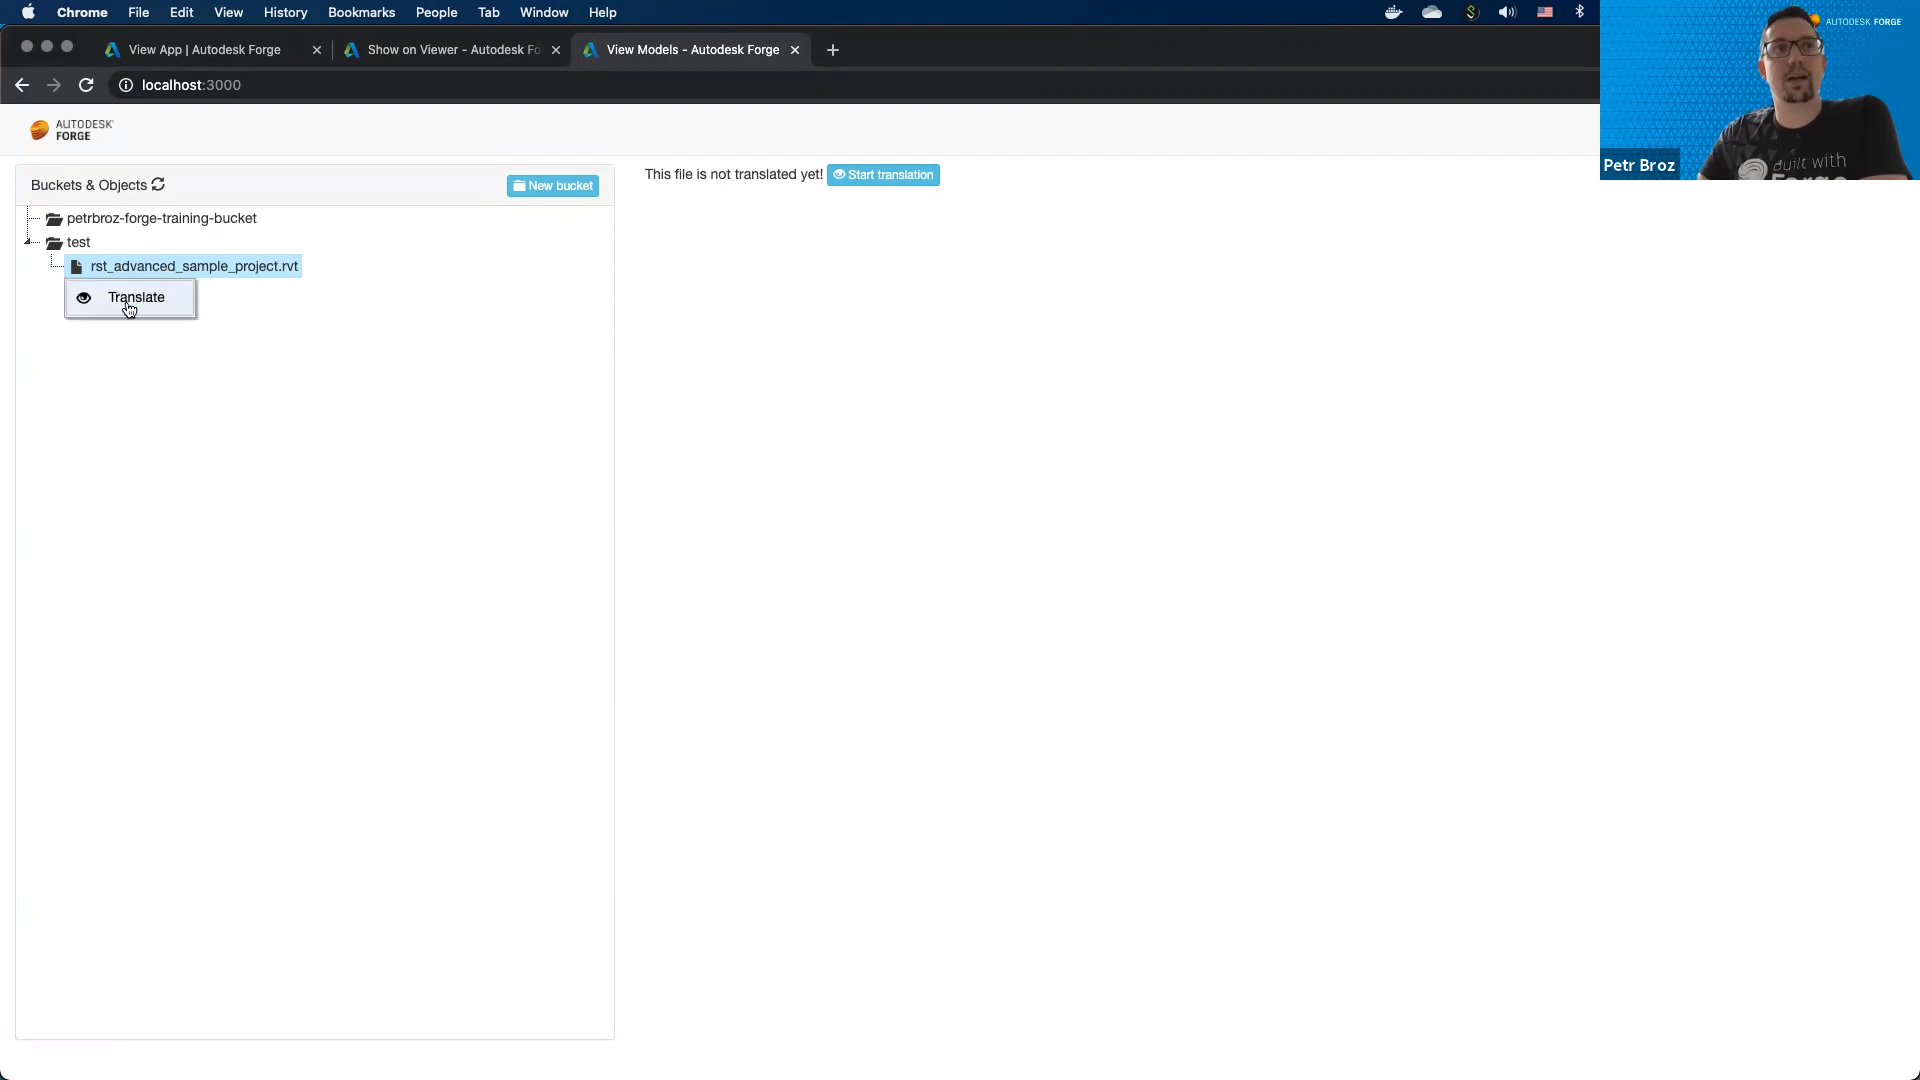 Chrome File Edit View History Bookmarks People Tab Window Help
View App | Autodesk Forge
Show on Viewer - Autodesk Fo
View Models - Autodesk Forge
localhost:3000
AUTODESK FORGE
Petr Broz
Built with
Forge
AUTODESK
FORGE
Buckets & Objects
New bucket
This file is not translated yet! Start translation
petrbroz-forge-training-bucket
test
rst_advanced_sample_project.rvt
Translate